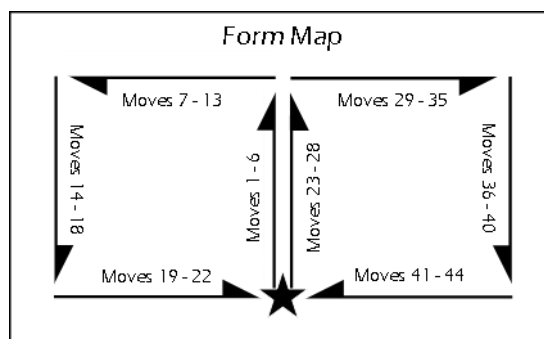 Form Map
Moves 7 - 13
Moves 29 - 35
Moves 14 - 18
Moves 1 - 6
Moves 23 - 28
Moves 36 - 40
Moves 19 - 22
Moves 41 - 44